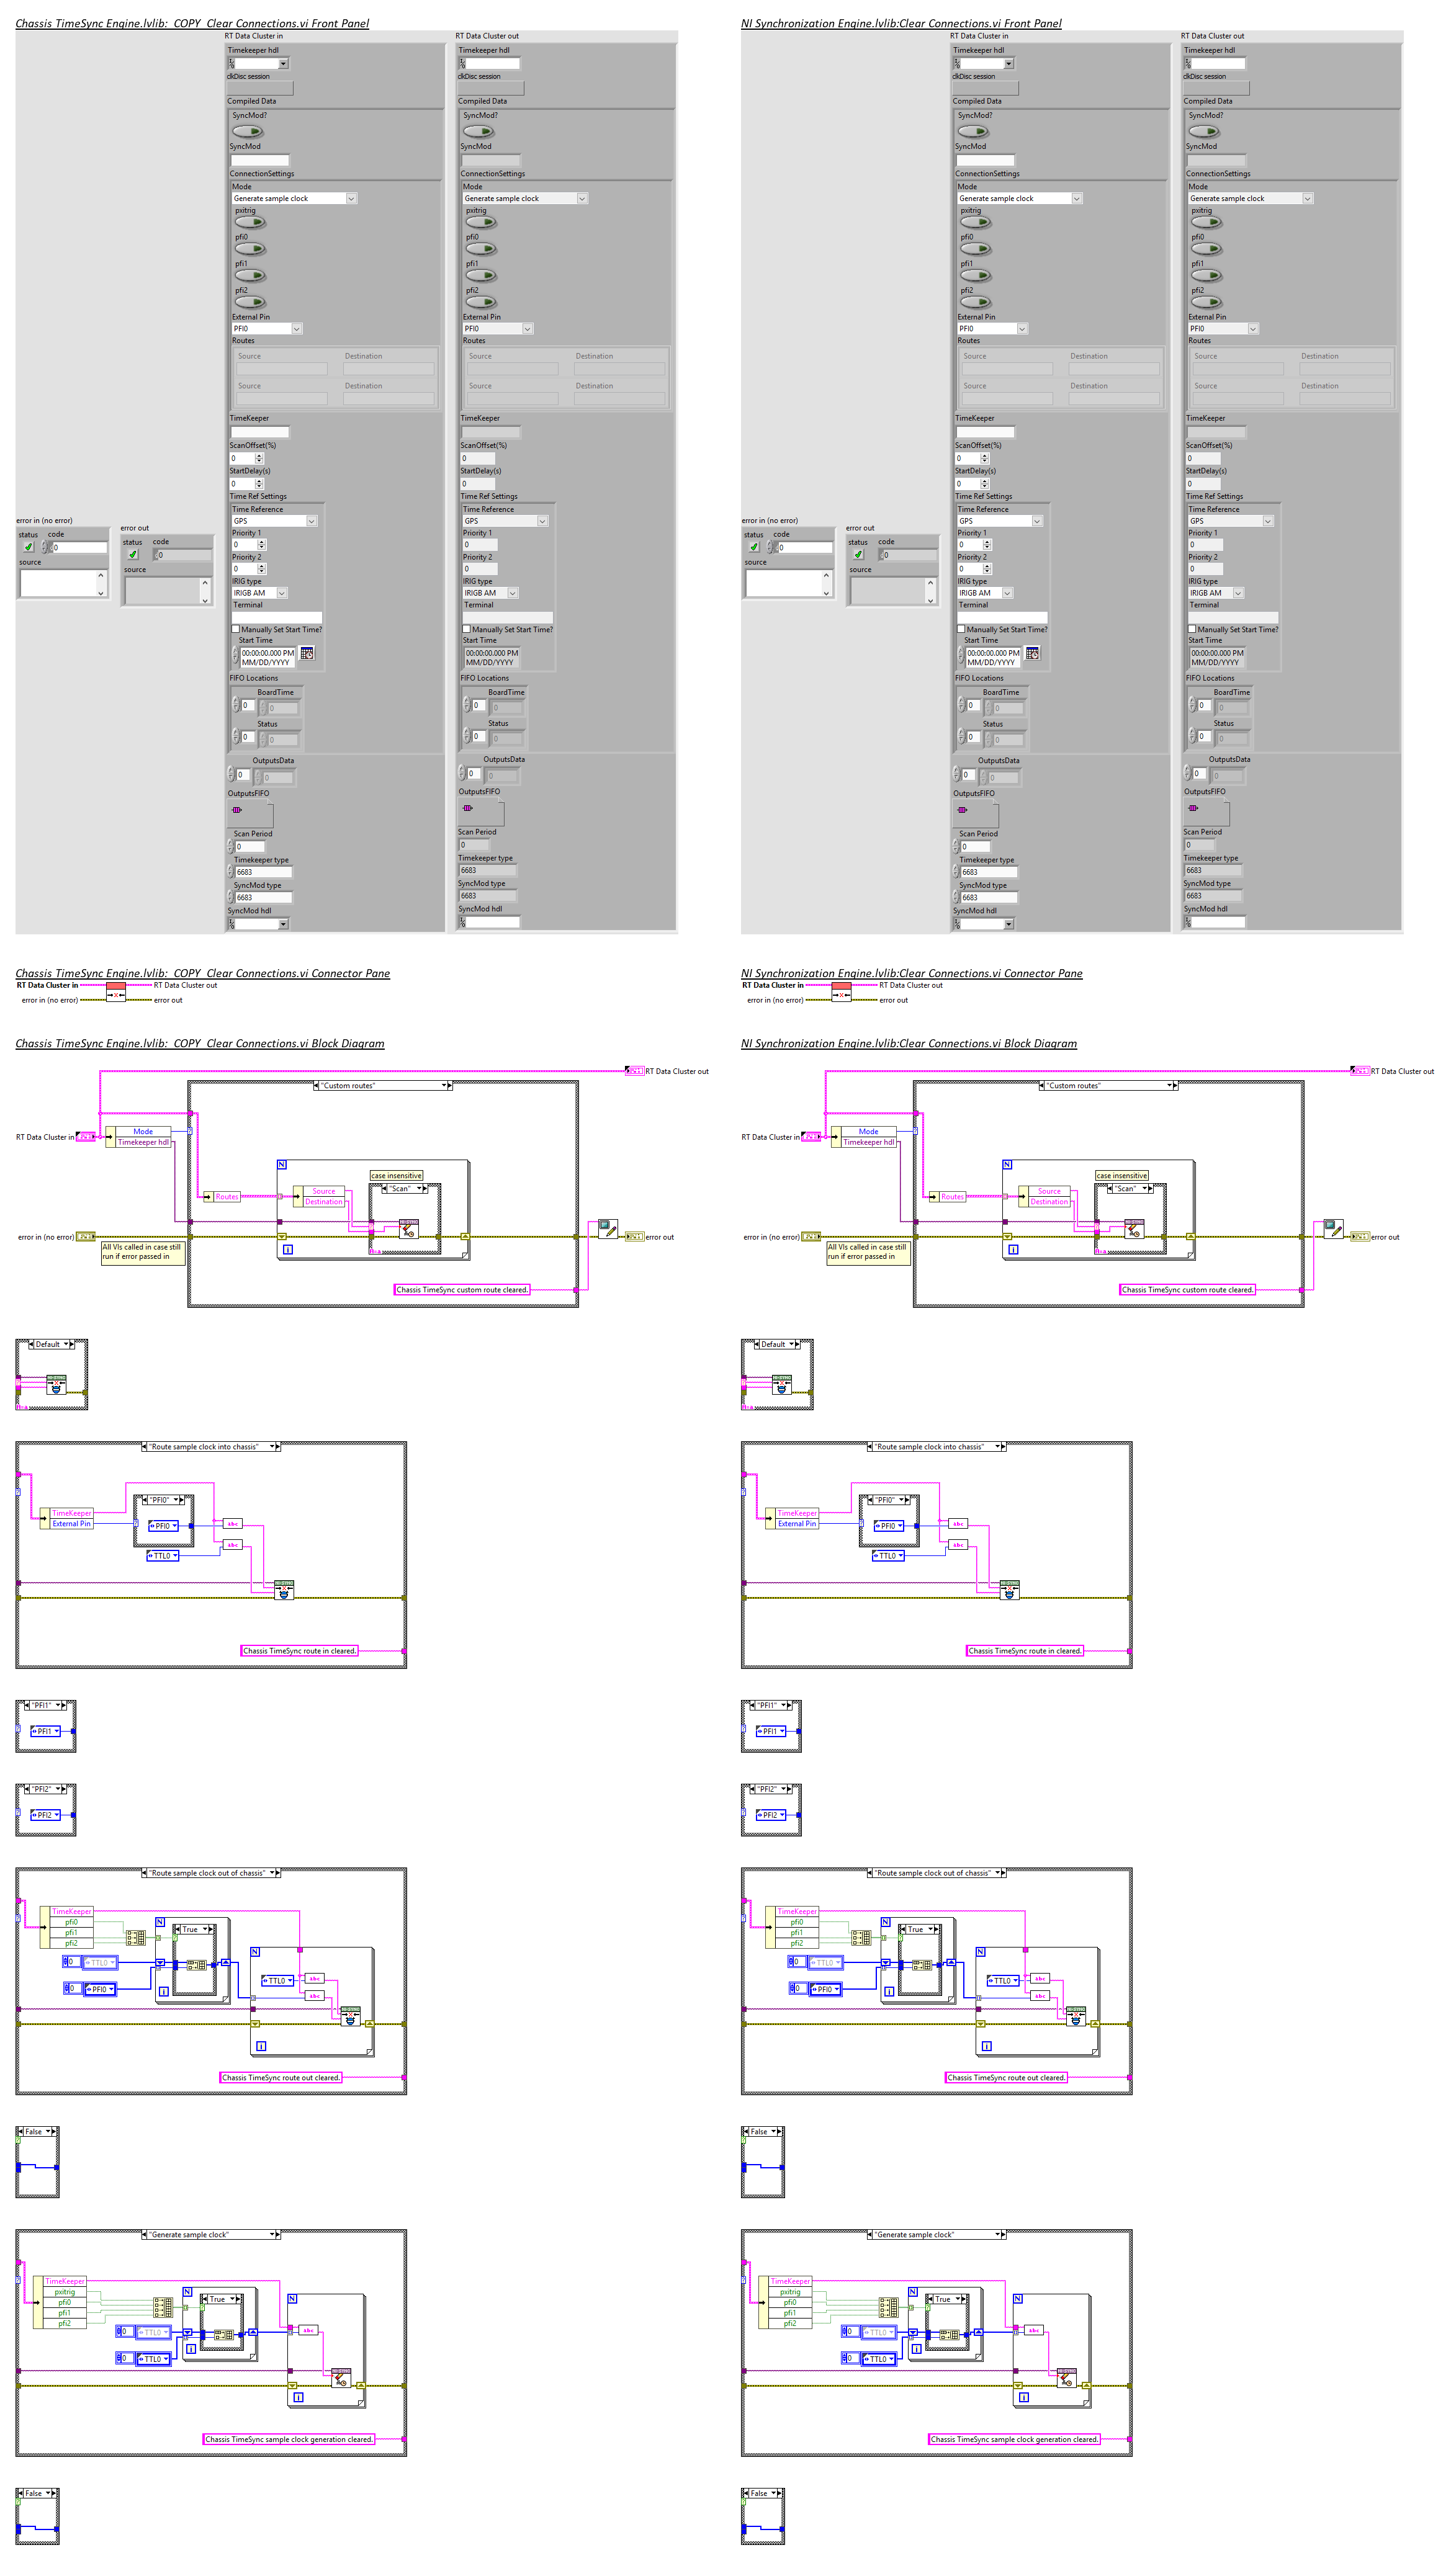 Chassis TimeSync Engine.lvlib:_COPY_Clear Connections.vi Front Panel
RT Data Cluster in
RT Data Cluster out
Timekeeper hdl
Timekeeper hdl
clkDisc session
clkDisc session
Compiled Data
Compiled Data
SyncMod?
SyncMod?
SyncMod
SyncMod
ConnectionSettings
ConnectionSettings
Mode
Mode
Generate sample clock
Generate sample clock
pxitrig
pxitrig
pfi0
pfi0
pfi1
pfi1
pfi2
pfi2
External Pin
External Pin
PFI0
PFI0
Routes
Routes
Source Destination
Source Destination
Source Destination
Source Destination
TimeKeeper
TimeKeeper
ScanOffset(%)
ScanOffset(%)
0
0
StartDelay(s)
StartDelay(s)
0
0
Time Ref Settings
Time Ref Settings
Time Reference
Time Reference
GPS
GPS
Priority 1
Priority 1
0
0
Priority 2
Priority 2
0
0
IRIG type
IRIG type
IRIGB AM
IRIGB AM
Terminal
Terminal
Manually Set Start Time?
Manually Set Start Time?
Start Time
Start Time
00:00:00.000 PM
MM/DD/YYYY
00:00:00.000 PM
MM/DD/YYYY
FIFO Locations
FIFO Locations
BoardTime
BoardTime
0 0
0 0
Status
Status
0 0
0 0
OutputsData
OutputsData
0 0
0 0
OutputsFIFO
OutputsFIFO
Scan Period
Scan Period
0
0
Timekeeper type
Timekeeper type
6683
6683
SyncMod type
SyncMod type
6683
6683
SyncMod hdl
SyncMod hdl
error in (no error)
status code
0
source
error out
status code
0
source
NI Synchronization Engine.lvlib:Clear Connections.vi Front Panel
RT Data Cluster in
RT Data Cluster out
Timekeeper hdl
Timekeeper hdl
clkDisc session
clkDisc session
Compiled Data
Compiled Data
SyncMod?
SyncMod?
SyncMod
SyncMod
ConnectionSettings
ConnectionSettings
Mode
Mode
Generate sample clock
Generate sample clock
pxitrig
pxitrig
pfi0
pfi0
pfi1
pfi1
pfi2
pfi2
External Pin
External Pin
PFI0
PFI0
Routes
Routes
Source Destination
Source Destination
Source Destination
Source Destination
TimeKeeper
TimeKeeper
ScanOffset(%)
ScanOffset(%)
0
0
StartDelay(s)
StartDelay(s)
0
0
Time Ref Settings
Time Ref Settings
Time Reference
Time Reference
GPS
GPS
Priority 1
Priority 1
0
0
Priority 2
Priority 2
0
0
IRIG type
IRIG type
IRIGB AM
IRIGB AM
Terminal
Terminal
Manually Set Start Time?
Manually Set Start Time?
Start Time
Start Time
00:00:00.000 PM
MM/DD/YYYY
00:00:00.000 PM
MM/DD/YYYY
FIFO Locations
FIFO Locations
BoardTime
BoardTime
0 0
0 0
Status
Status
0 0
0 0
OutputsData
OutputsData
0 0
0 0
OutputsFIFO
OutputsFIFO
Scan Period
Scan Period
0
0
Timekeeper type
Timekeeper type
6683
6683
SyncMod type
SyncMod type
6683
6683
SyncMod hdl
SyncMod hdl
error in (no error)
status code
0
source
error out
status code
0
source
Chassis TimeSync Engine.lvlib:_COPY_Clear Connections.vi Connector Pane
RT Data Cluster in RT Data Cluster out
error in (no error) error out
NI Synchronization Engine.lvlib:Clear Connections.vi Connector Pane
RT Data Cluster in RT Data Cluster out
error in (no error) error out
Chassis TimeSync Engine.lvlib:_COPY_Clear Connections.vi Block Diagram
RT Data Cluster out
"Custom routes"
RT Data Cluster in
Mode
Timekeeper hdl
N
case insensitive
"Scan"
Routes
Source
Destination
error in (no error)
error out
All VIs called in case still
run if error passed in
i
Chassis TimeSync custom route cleared.
Default
"Route sample clock into chassis"
TimeKeeper
External Pin
"PFI0"
PFI0
abc
abc
TTL0
Chassis TimeSync route in cleared.
"PFI1"
PFI1
"PFI2"
PFI2
"Route sample clock out of chassis"
TimeKeeper
pfi0
pfi1
pfi2
N
True
0 TTL0
0 PFI0
i
N
TTL0
abc
abc
i
Chassis TimeSync route out cleared.
False
"Generate sample clock"
TimeKeeper
pxitrig
pfi0
pfi1
pfi2
N
True
0 TTL0
0 TTL0
i
N
abc
i
Chassis TimeSync sample clock generation cleared.
False
NI Synchronization Engine.lvlib:Clear Connections.vi Block Diagram
RT Data Cluster out
"Custom routes"
RT Data Cluster in
Mode
Timekeeper hdl
N
case insensitive
"Scan"
Routes
Source
Destination
error in (no error)
error out
All VIs called in case still
run if error passed in
i
Chassis TimeSync custom route cleared.
Default
"Route sample clock into chassis"
TimeKeeper
External Pin
"PFI0"
PFI0
abc
abc
TTL0
Chassis TimeSync route in cleared.
"PFI1"
PFI1
"PFI2"
PFI2
"Route sample clock out of chassis"
TimeKeeper
pfi0
pfi1
pfi2
N
True
0 TTL0
0 PFI0
i
N
TTL0
abc
abc
i
Chassis TimeSync route out cleared.
False
"Generate sample clock"
TimeKeeper
pxitrig
pfi0
pfi1
pfi2
N
True
0 TTL0
0 TTL0
i
N
abc
i
Chassis TimeSync sample clock generation cleared.
False